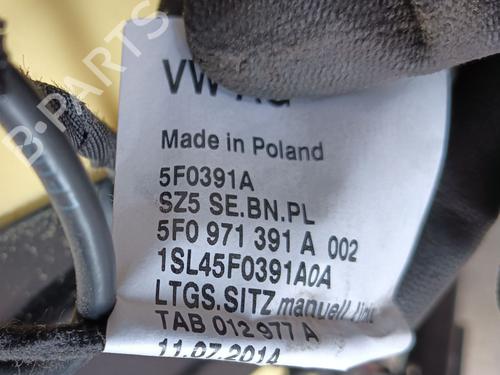 VW AG
Made in Poland
5F0391A
SZ5 SE.BN.PL
5F0 971 391 A 002
1SL45F0391A0A
LTGS.SITZ manuell
TAB 012 977 A
11.07.2014
B-PARTS